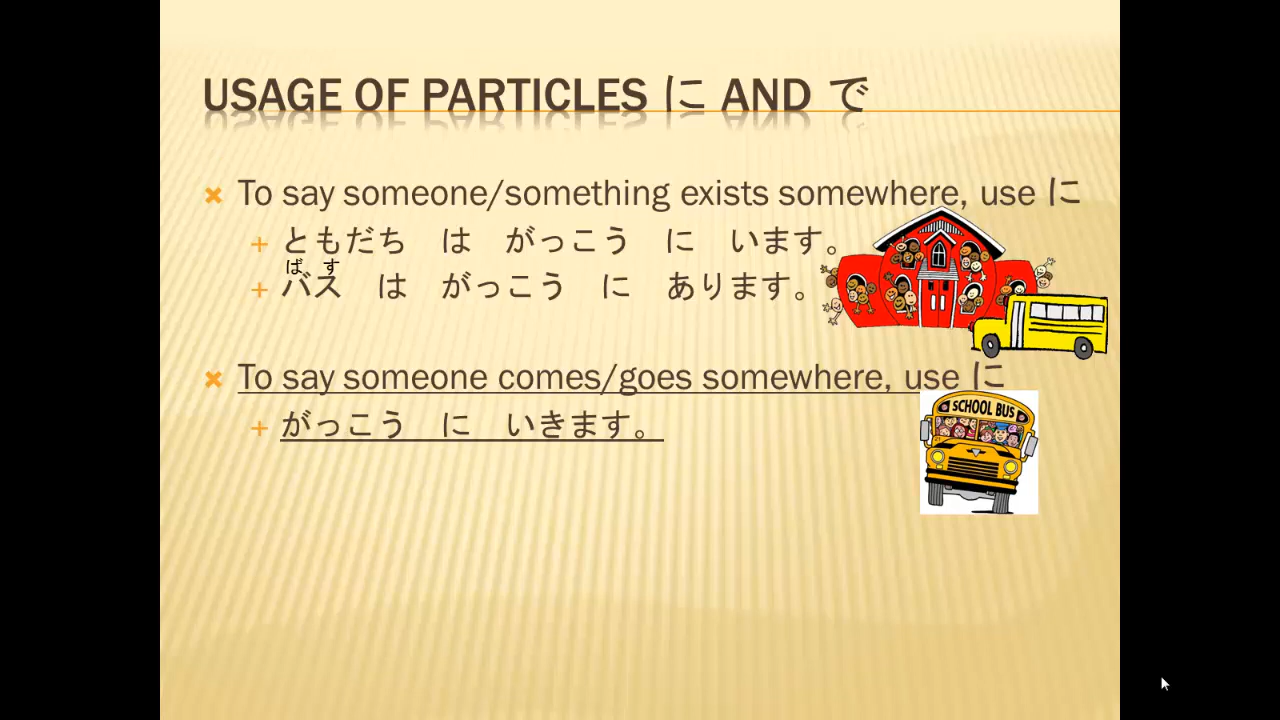 USAGE OF PARTICLES に AND で
To say someone/something exists somewhere, use に
ともだち　は　がっこう　に　います。
ば す
バス　は　がっこう　に　あります。
To say someone comes/goes somewhere, use に
がっこう　に　いきます。
SCHOOL BUS